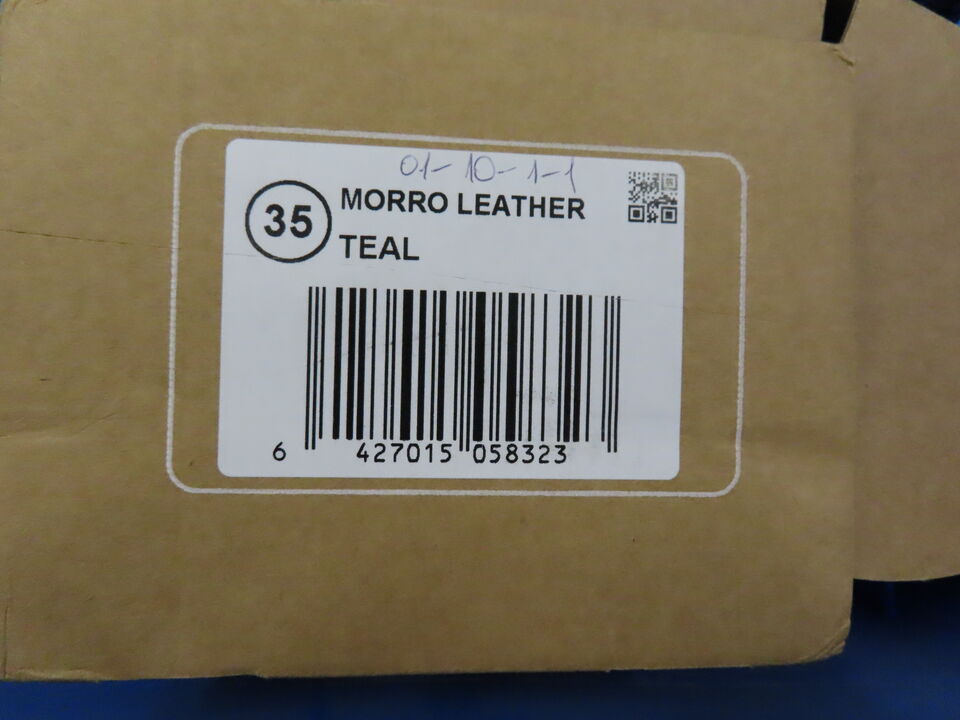 01-10-1-1
35
MORRO LEATHER
TEAL
6 427015 058323